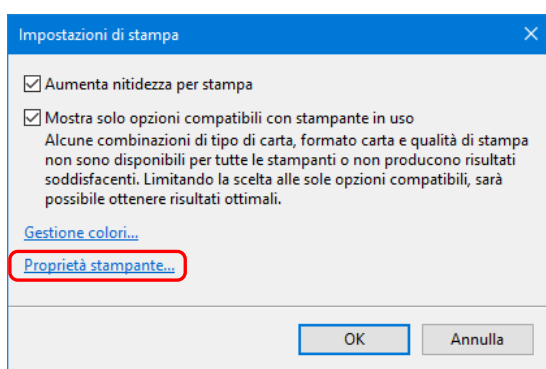 Impostazioni di stampa
Aumenta nitidezza per stampa
Mostra solo opzioni compatibili con stampante in uso
Alcune combinazioni di tipo di carta, formato carta e qualità di stampa
non sono disponibili per tutte le stampanti o non producono risultati
soddisfacenti. Limitando la scelta alle sole opzioni compatibili, sarà
possibile ottenere risultati ottimali.
Gestione colori...
Proprietà stampante...
OK Annulla